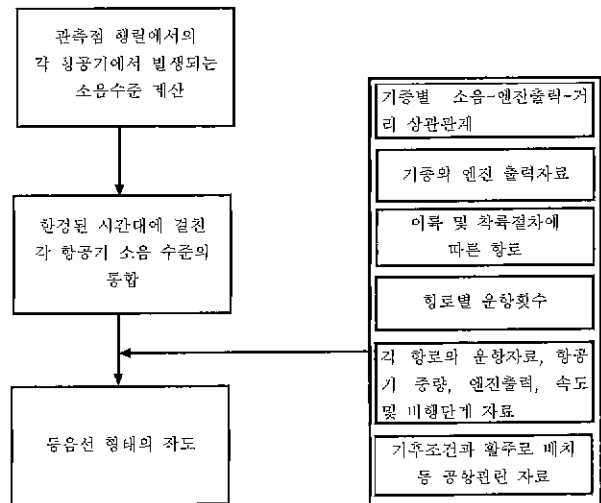 관측점 행렬에서의
각 항공기에서 발생되는
소음수준 계산
한정된 시간대에 걸친
각 항공기 소음 수준의
통합
등음선 형태의 작도
기종별 소음-엔진출력-거
리 상관관계
기종의 엔진 출력자료
이륙 및 착륙절차에
따른 항로
항로별 운항횟수
각 항로의 운항자료, 항공
기 중량, 엔진출력, 속도
및 비행단계 자료
기후조건과 활주로 배치
등 공항관련 자료